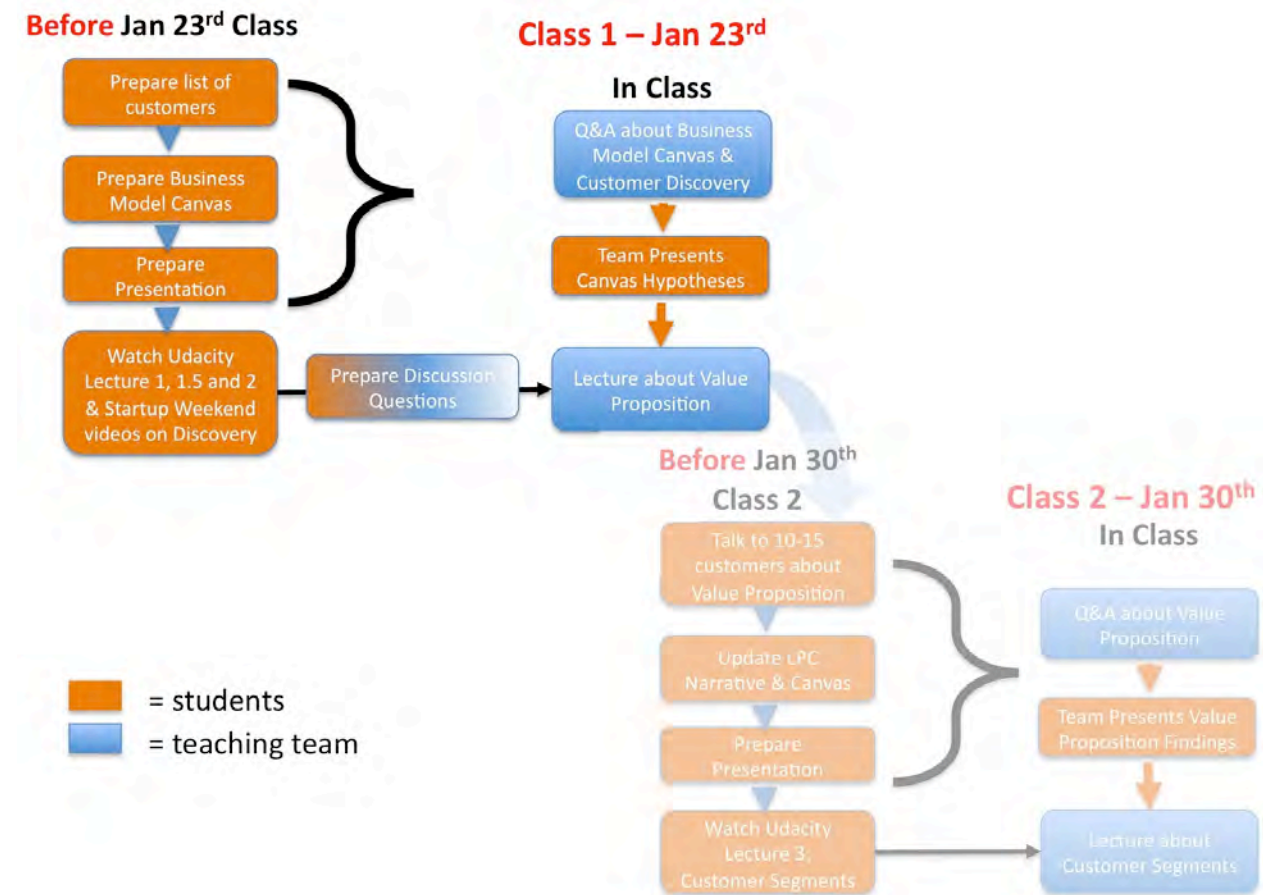 Before Jan 23rd Class
Prepare list of
customers
Prepare Business
Model Canvas
Prepare
Presentation
Watch Udacity
Lecture 1, 1.5 and 2
& Startup Weekend
videos on Discovery
Prepare Discussion
Questions
Class 1 – Jan 23rd
In Class
Q&A about Business
Model Canvas &
Customer Discovery
Team Presents
Canvas Hypotheses
Lecture about Value
Proposition
Before Jan 30th
Class 2
Talk to 10-15
customers about
Value Proposition
Update LPC
Narrative & Canvas
Prepare
Presentation
Watch Udacity
Lecture 3,
Customer Segments
Class 2 – Jan 30th
In Class
Q&A about Value
Proposition
Team Presents Value
Proposition Findings
Lecture about
Customer Segments
= students
= teaching team